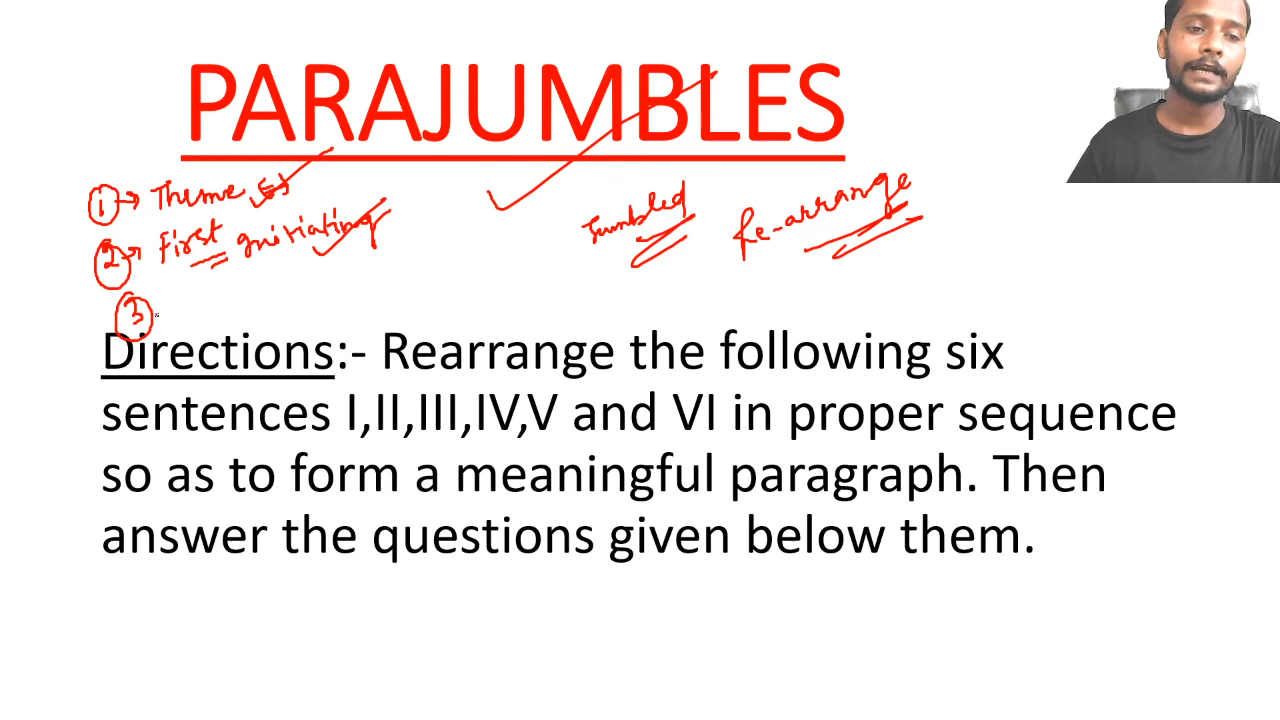 PARAJUMBLES
1 → Theme
2 → First initiating
Jumbled
Re-arrange
3
Directions:- Rearrange the following six
sentences I,II,III,IV,V and VI in proper sequence
so as to form a meaningful paragraph. Then
answer the questions given below them.